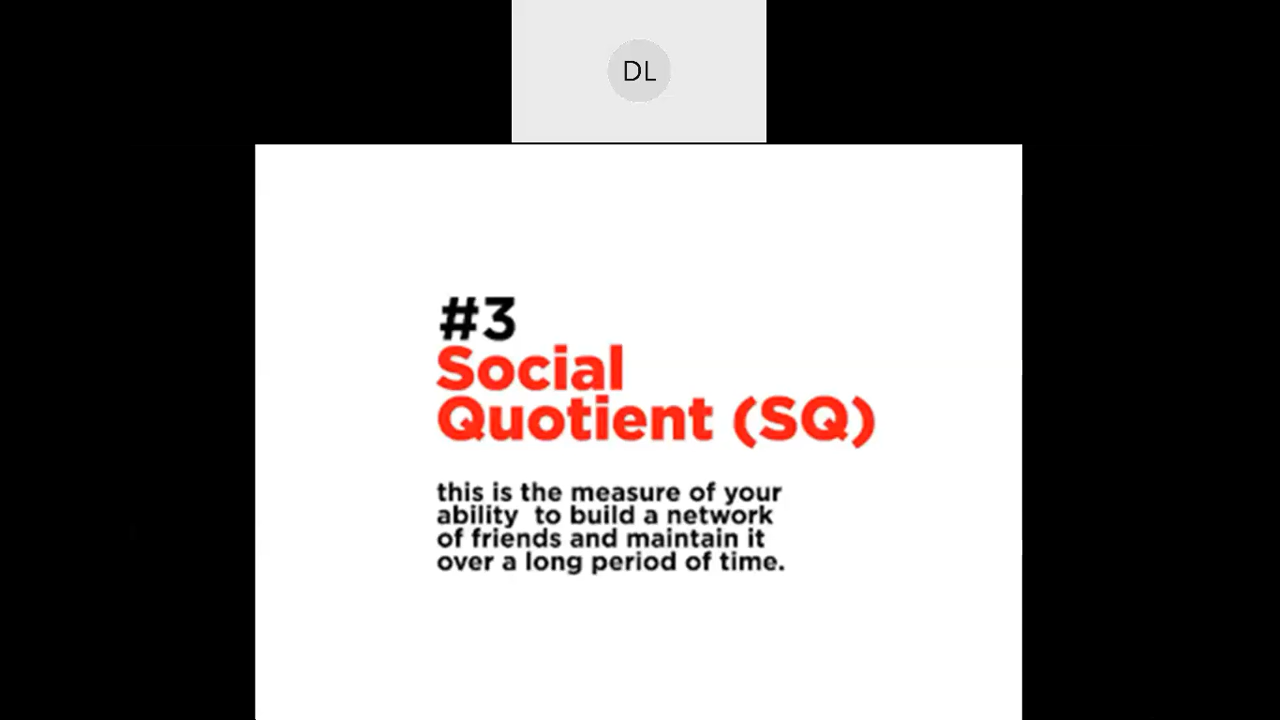 DL
#3
Social
Quotient (SQ)
this is the measure of your
ability  to build a network
of friends and maintain it
over a long period of time.